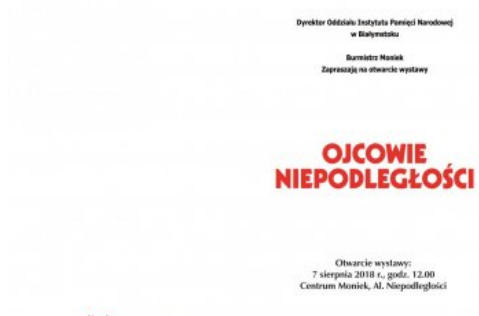 Dyrektor Oddziału Instytutu Pamięci Narodowej
w Białymstoku
Burmistrz Moniek
Zapraszają na otwarcie wystawy
OJCOWIE
NIEPODLEGŁOŚCI
Otwarcie wystawy:
7 sierpnia 2018 r., godz. 12.00
Centrum Moniek, Al. Niepodległości